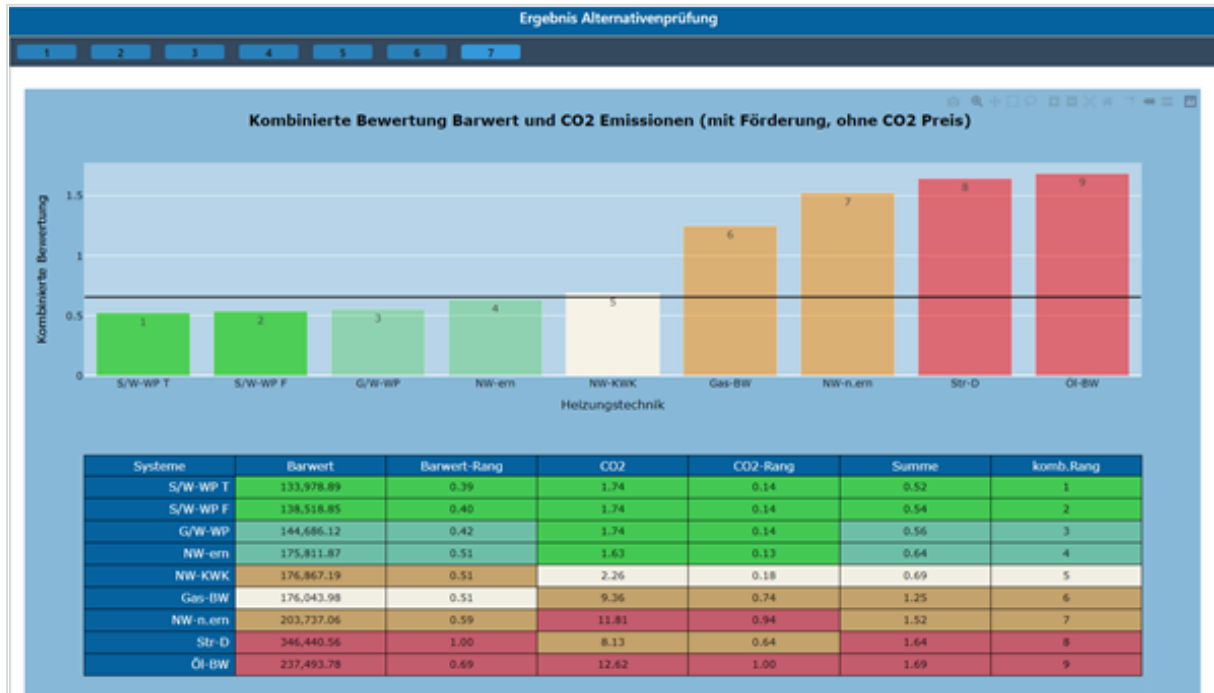 Ergebnis Alternativenprüfung
1 2 3 4 5 6 7
Kombinierte Bewertung Barwert und CO2 Emissionen (mit Förderung, ohne CO2 Preis)
Kombinierte Bewertung
1.5
1
0.5
0
1 2 3 4 5 6 7 8 9
S/W-WP T S/W-WP F G/W-WP NW-ern NW-KWK Gas-BW NW-n.ern Str-D Öl-BW
Heizungstechnik
Systeme Barwert Barwert-Rang CO2 CO2-Rang Summe komb.Rang
S/W-WP T 133,978.89 0.39 1.74 0.14 0.52 1
S/W-WP F 138,518.85 0.40 1.74 0.14 0.54 2
G/W-WP 144,686.12 0.42 1.74 0.14 0.56 3
NW-ern 175,811.87 0.51 1.63 0.13 0.64 4
NW-KWK 176,867.19 0.51 2.26 0.18 0.69 5
Gas-BW 176,043.98 0.51 9.36 0.74 1.25 6
NW-n.ern 203,737.06 0.59 11.81 0.94 1.52 7
Str-D 346,440.56 1.00 8.13 0.64 1.64 8
Öl-BW 237,493.78 0.69 12.62 1.00 1.69 9